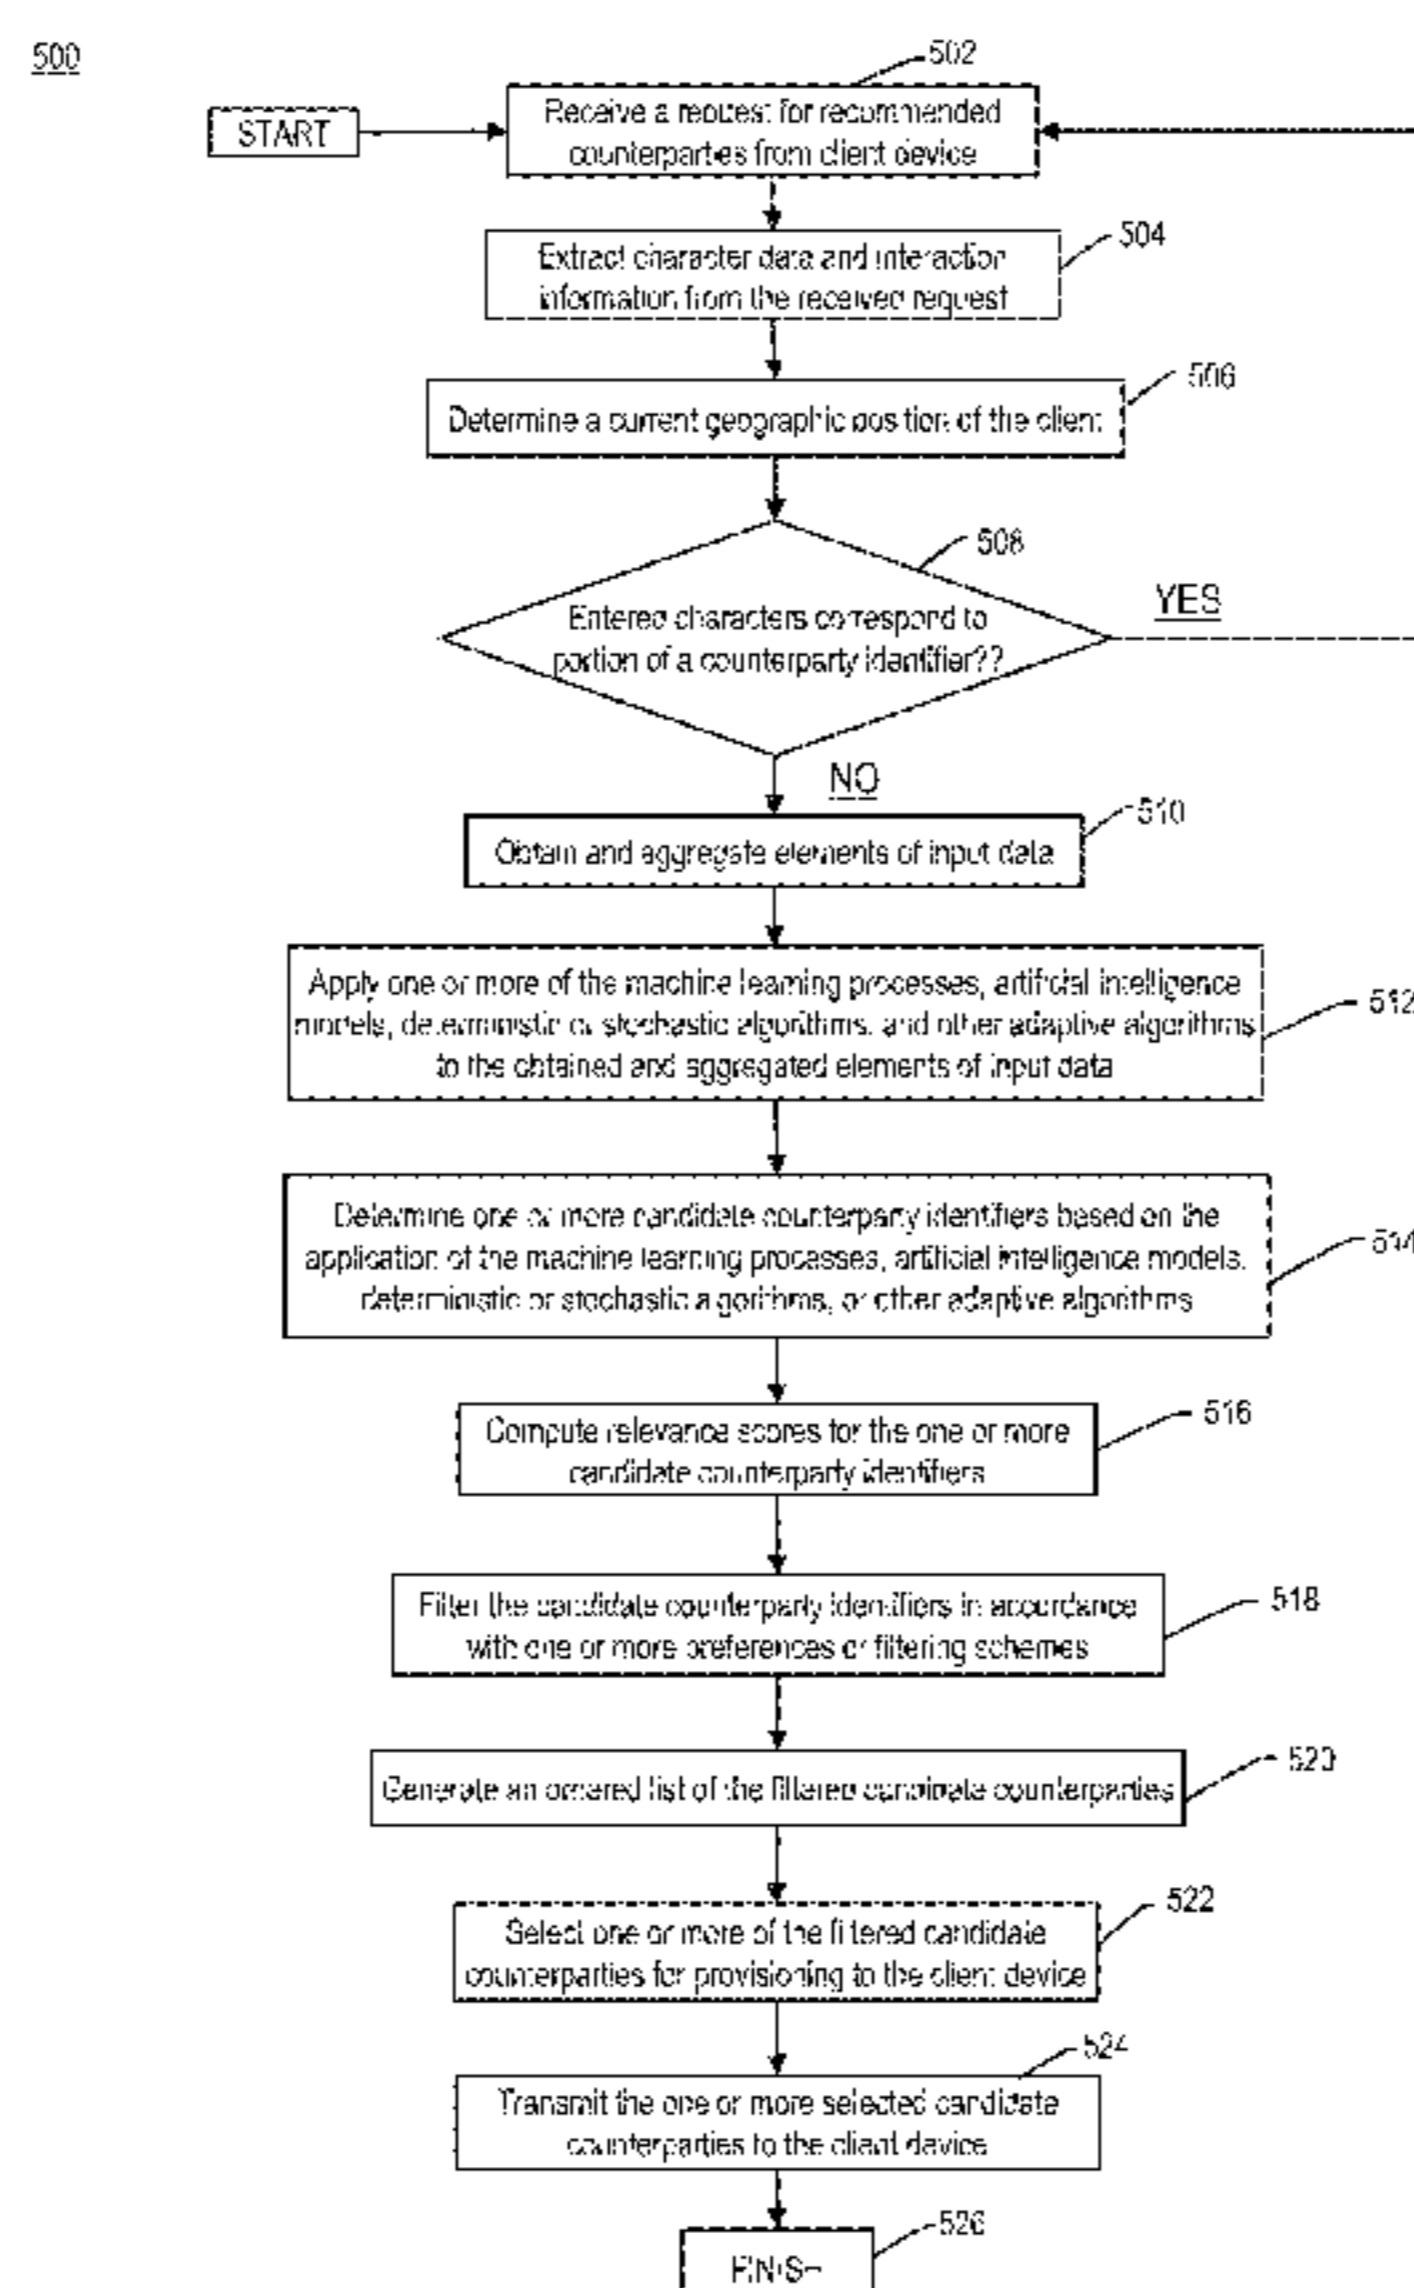 500
502
START
Receive a request for recommended
counterparties from client device
504
Extract character data and interaction
information from the received request
506
Determine a current geographic position of the client
508
YES
Entered characters correspond to
portion of a counterparty identifier??
NO
510
Obtain and aggregate elements of input data
Apply one or more of the machine learning processes, artificial intelligence
512
models, deterministic or stochastic algorithms, and other adaptive algorithms
to the obtained and aggregated elements of input data
Determine one or more candidate counterparty identifiers based on the
514
application of the machine learning processes, artificial intelligence models,
deterministic or stochastic algorithms, or other adaptive algorithms
516
Compute relevance scores for the one or more
candidate counterparty identifiers
518
Filter the candidate counterparty identifiers in accordance
with one or more preferences or filtering schemes
520
Generate an ordered list of the filtered candidate counterparties
522
Select one or more of the filtered candidate
counterparties for provisioning to the client device
524
Transmit the one or more selected candidate
counterparties to the client device
526
FINISH